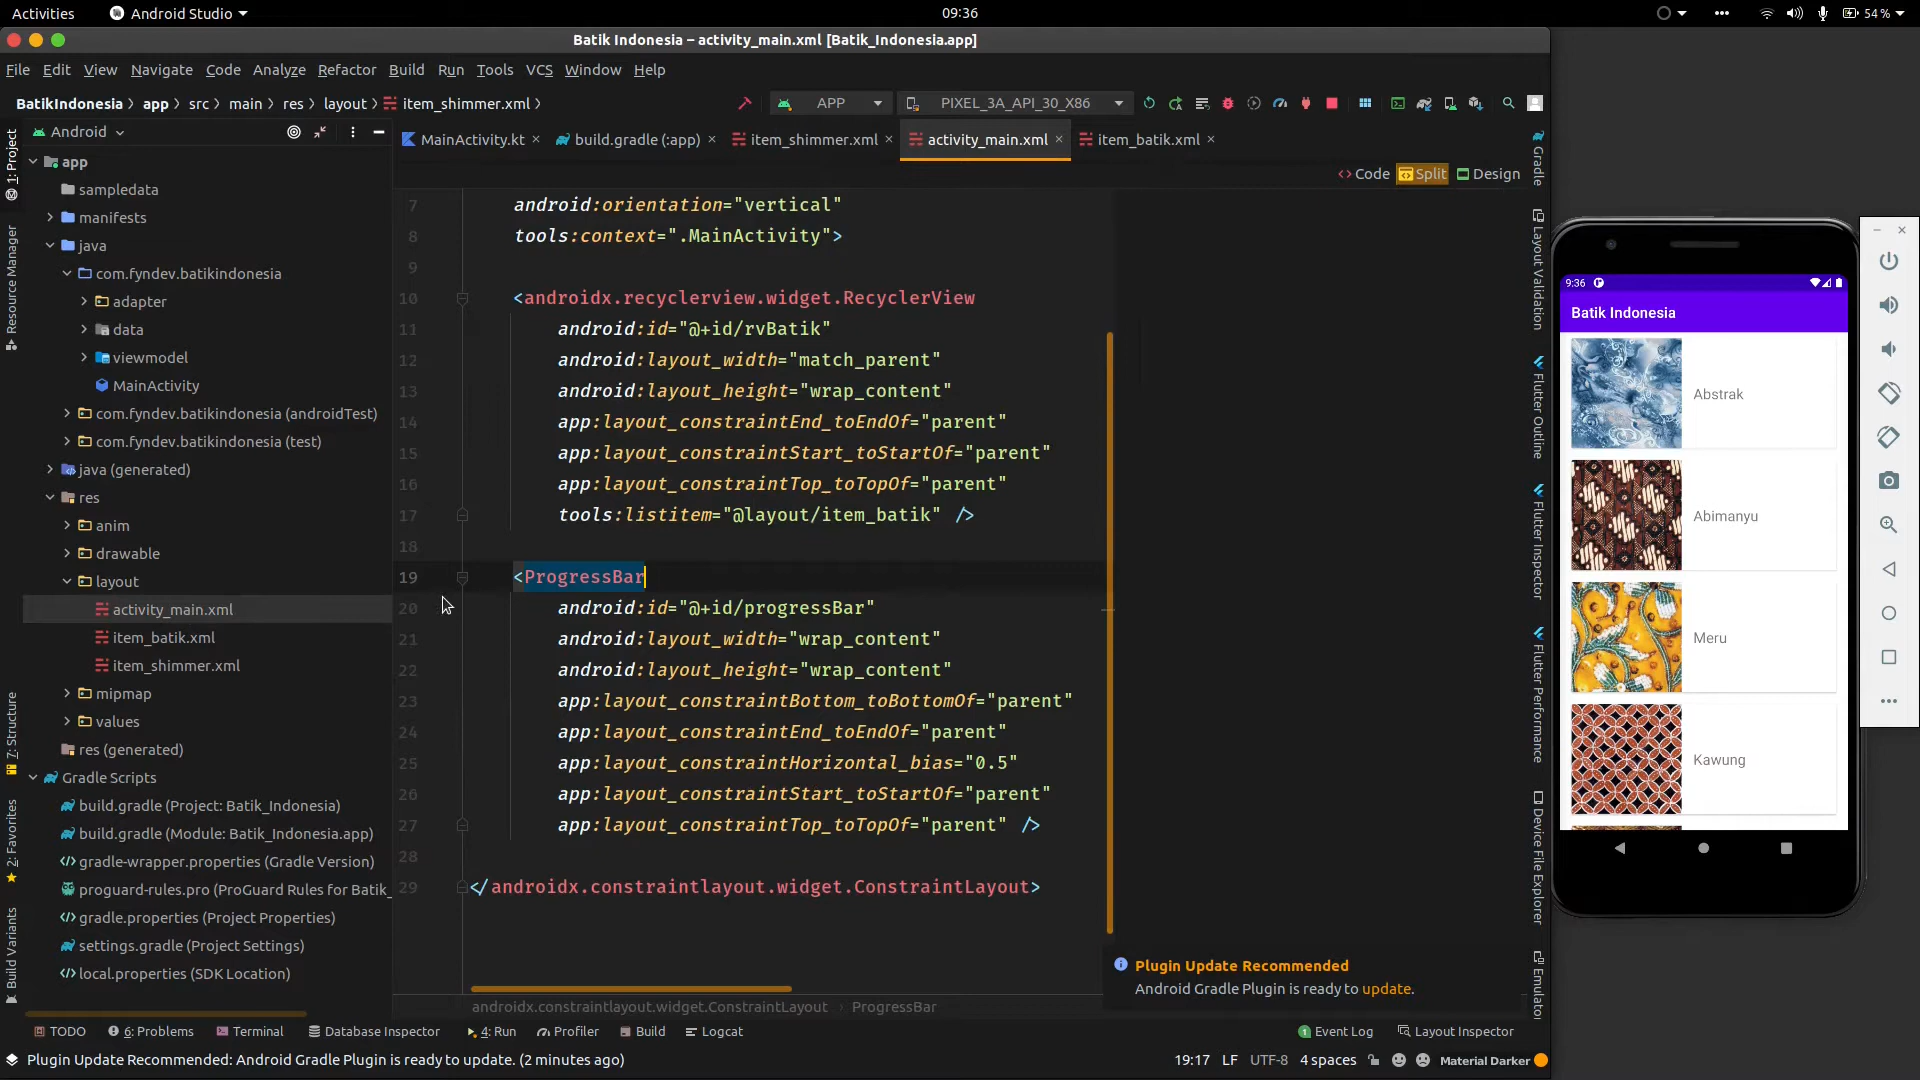 Activities
Android Studio
09:36
54 %
Batik Indonesia – activity_main.xml [Batik_Indonesia.app]
File Edit View Navigate Code Analyze Refactor Build Run Tools VCS Window Help
BatikIndonesia app src main res layout item_shimmer.xml
APP
PIXEL_3A_API_30_X86
Android
MainActivity.kt
build.gradle (:app)
item_shimmer.xml
activity_main.xml
item_batik.xml
Code Split Design
1: Project
Resource Manager
7: Structure
2: Favorites
Build Variants
app
sampledata
manifests
java
com.fyndev.batikindonesia
adapter
data
viewmodel
MainActivity
com.fyndev.batikindonesia (androidTest)
com.fyndev.batikindonesia (test)
java (generated)
res
anim
drawable
layout
activity_main.xml
item_batik.xml
item_shimmer.xml
mipmap
values
res (generated)
Gradle Scripts
build.gradle (Project: Batik_Indonesia)
build.gradle (Module: Batik_Indonesia.app)
gradle-wrapper.properties (Gradle Version)
proguard-rules.pro (ProGuard Rules for Batik_
gradle.properties (Project Properties)
settings.gradle (Project Settings)
local.properties (SDK Location)
7 android:orientation="vertical"
8 tools:context=".MainActivity">
9
10 <androidx.recyclerview.widget.RecyclerView
11 android:id="@+id/rvBatik"
12 android:layout_width="match_parent"
13 android:layout_height="wrap_content"
14 app:layout_constraintEnd_toEndOf="parent"
15 app:layout_constraintStart_toStartOf="parent"
16 app:layout_constraintTop_toTopOf="parent"
17 tools:listitem="@layout/item_batik" />
18
19 <ProgressBar
20 android:id="@+id/progressBar"
21 android:layout_width="wrap_content"
22 android:layout_height="wrap_content"
23 app:layout_constraintBottom_toBottomOf="parent"
24 app:layout_constraintEnd_toEndOf="parent"
25 app:layout_constraintHorizontal_bias="0.5"
26 app:layout_constraintStart_toStartOf="parent"
27 app:layout_constraintTop_toTopOf="parent" />
28
29 </androidx.constraintlayout.widget.ConstraintLayout>
androidx.constraintlayout.widget.ConstraintLayout ProgressBar
Plugin Update Recommended
Android Gradle Plugin is ready to update.
Gradle
Layout Validation
Flutter Outline
Flutter Inspector
Flutter Performance
Device File Explorer
Emulator
9:36
Batik Indonesia
Abstrak
Abimanyu
Meru
Kawung
TODO
6: Problems
Terminal
Database Inspector
4: Run
Profiler
Build
Logcat
1 Event Log
Layout Inspector
Plugin Update Recommended: Android Gradle Plugin is ready to update. (2 minutes ago)
19:17 LF UTF-8 4 spaces
Material Darker